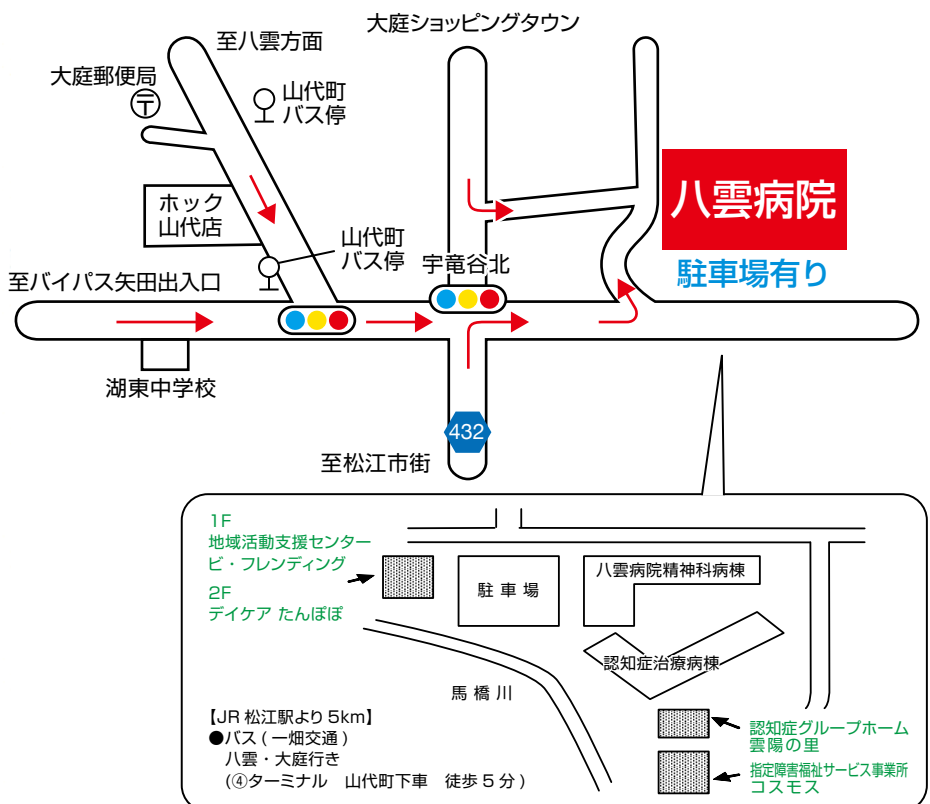 大庭ショッピングタウン
至八雲方面
大庭郵便局
〒
山代町
バス停
ホック
山代店
山代町
バス停
宇竜谷北
八雲病院
駐車場有り
至バイパス矢田出入口
湖東中学校
432
至松江市街
1F
地域活動支援センター
ビ・フレンディング
2F
デイケア たんぽぽ
駐車場
八雲病院精神科病棟
認知症治療病棟
馬橋川
【JR 松江駅より 5km】
●バス ( 一畑交通 )
八雲・大庭行き
(④ターミナル　山代町下車　徒歩 5 分 )
認知症グループホーム
雲陽の里
指定障害福祉サービス事業所
コスモス